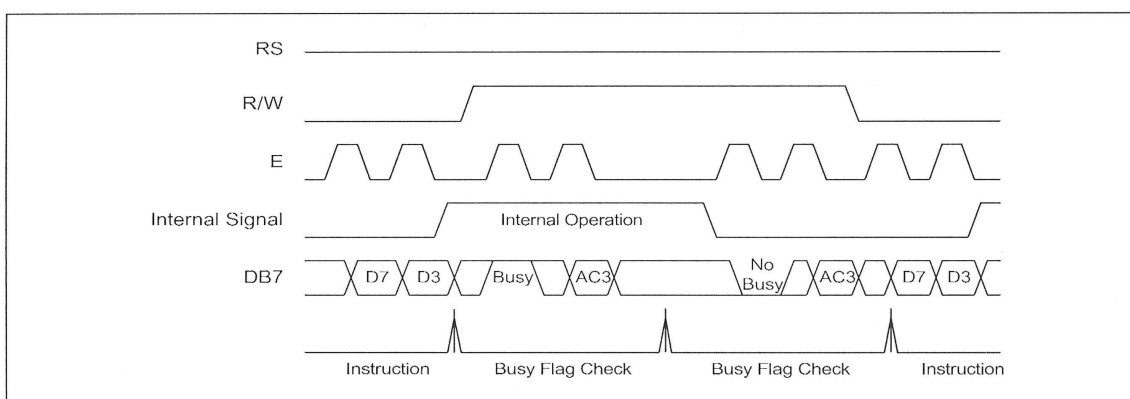 RS
R/W
E
Internal Signal
Internal Operation
DB7
D7 D3 Busy AC3 No Busy AC3 D7 D3
Instruction Busy Flag Check Busy Flag Check Instruction